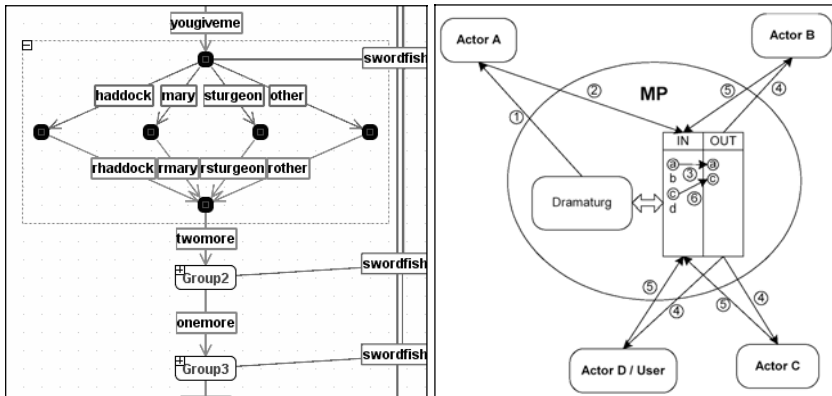 yougiveme
swordfish
haddock mary sturgeon other
rhaddock rmary rsturgeon rother
twomore
swordfish
Group2
onemore
swordfish
Group3
Actor A
Actor B
② ⑤ ④
MP
①
IN OUT
a a
b ③ c
c ⑥
d
Dramaturg
⑤ ④
④ ⑤
Actor D / User
Actor C